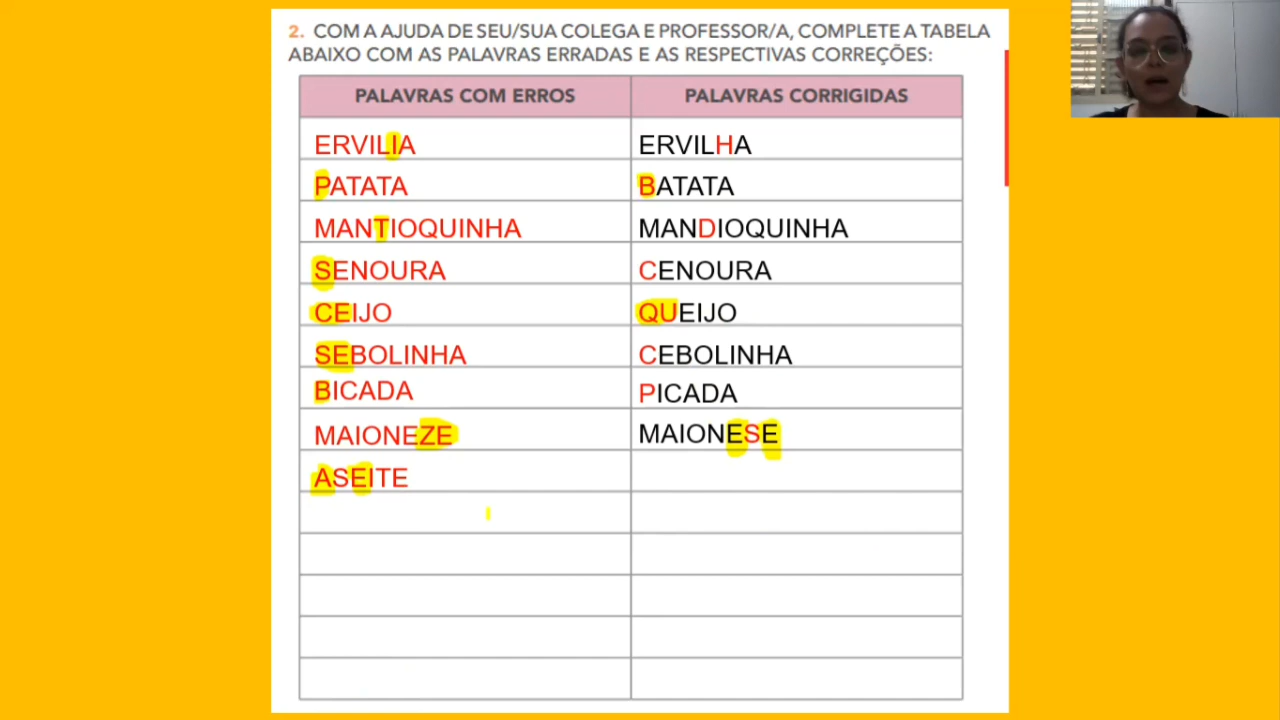 2. COM A AJUDA DE SEU/SUA COLEGA E PROFESSOR/A, COMPLETE A TABELA
ABAIXO COM AS PALAVRAS ERRADAS E AS RESPECTIVAS CORREÇÕES:
PALAVRAS COM ERROS PALAVRAS CORRIGIDAS
ERVILIA ERVILHA
PATATA BATATA
MANTIOQUINHA MANDIOQUINHA
SENOURA CENOURA
CEIJO QUEIJO
SEBOLINHA CEBOLINHA
BICADA PICADA
MAIONEZE MAIONESE
ASEITE